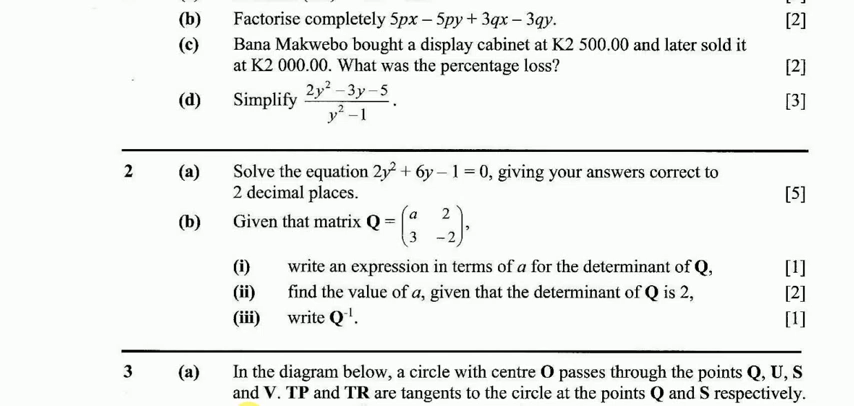 (b) Factorise completely 5px – 5py + 3qx – 3qy. [2]
(c) Bana Makwebo bought a display cabinet at K2 500.00 and later sold it
at K2 000.00. What was the percentage loss? [2]
(d) Simplify (2y² – 3y – 5)/(y² – 1). [3]
2 (a) Solve the equation 2y² + 6y – 1 = 0, giving your answers correct to
2 decimal places. [5]
(b) Given that matrix Q = (a 2
3 –2),
(i) write an expression in terms of a for the determinant of Q, [1]
(ii) find the value of a, given that the determinant of Q is 2, [2]
(iii) write Q⁻¹. [1]
3 (a) In the diagram below, a circle with centre O passes through the points Q, U, S
and V. TP and TR are tangents to the circle at the points Q and S respectively.